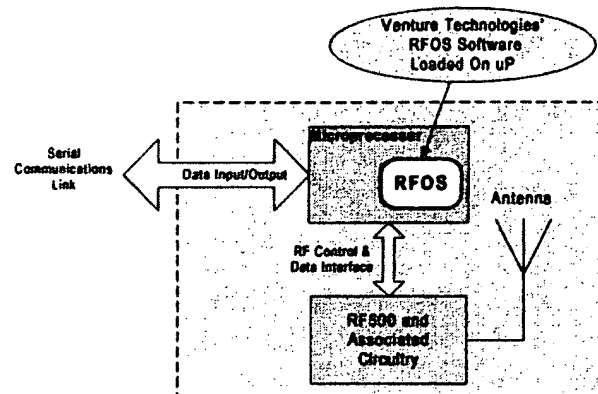 Venture Technologies'
RFOS Software
Loaded On uP
Microprocessor
Serial
Communications
Link
Data Input/Output
RFOS
Antenna
RF Control &
Data Interface
RF500 and
Associated
Circuitry